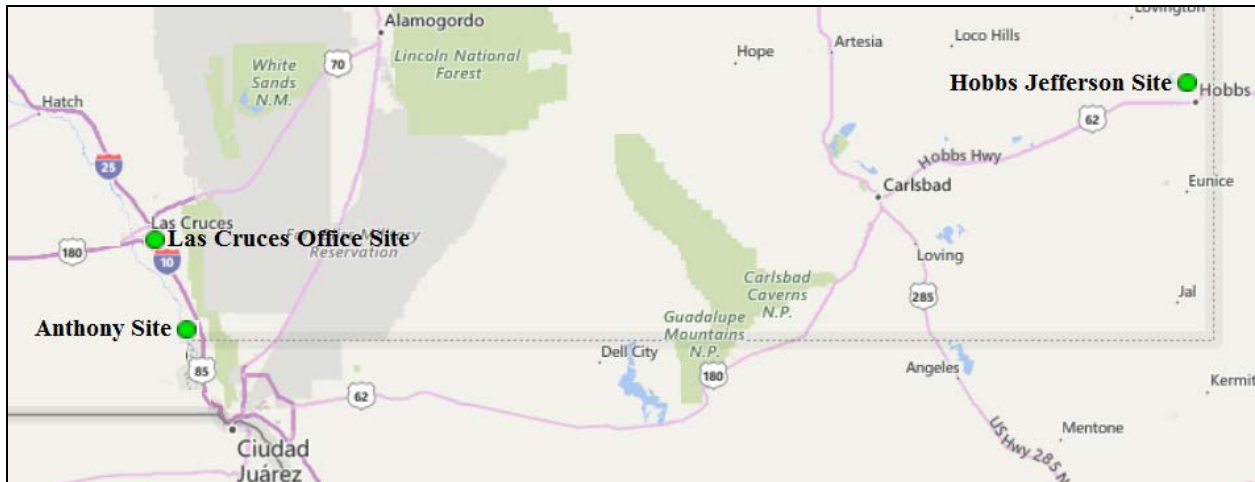 Lovington
Alamogordo
Hope
Artesia
Loco Hills
Lincoln National
Forest
70
White
Sands
N.M.
Hobbs Jefferson Site
Hobbs
Hatch
62
25
Hobbs Hwy
Eunice
Carlsbad
Las Cruces
Las Cruces Office Site
Military
Reservation
180
10
Loving
Carlsbad
Caverns
N.P.
285
Jal
Guadalupe
Mountains
N.P.
Anthony Site
Dell City
85
180
Angeles
Kermit
62
Mentone
US Hwy 285 N
Ciudad
Juárez